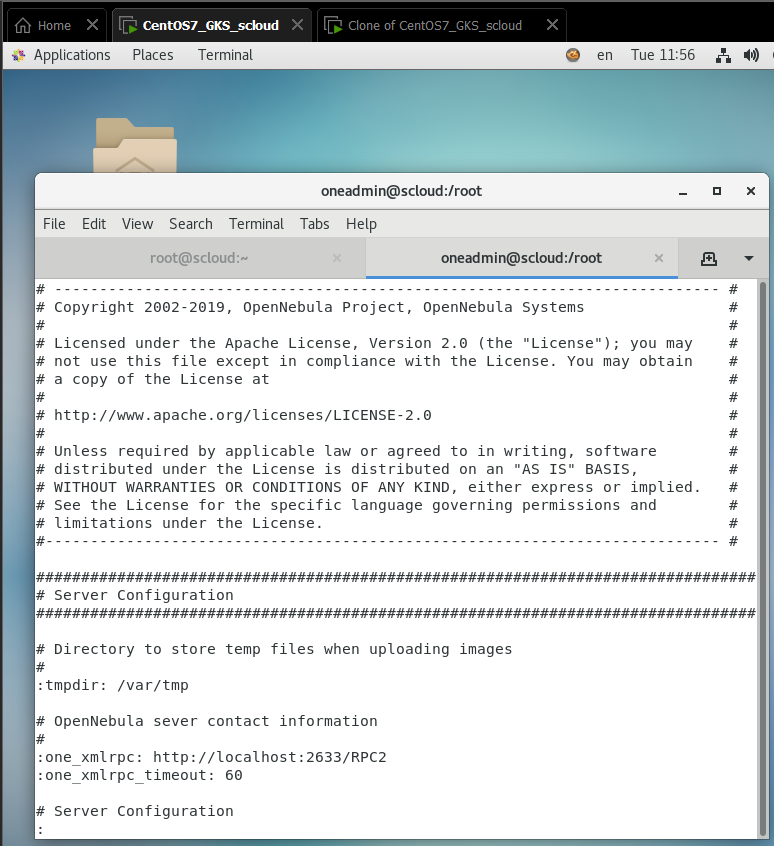 Home
CentOS7_GKS_scloud
Clone of CentOS7_GKS_scloud
Applications Places Terminal en Tue 11:56
oneadmin@scloud:/root
File Edit View Search Terminal Tabs Help
root@scloud:~ oneadmin@scloud:/root
# -------------------------------------------------------------------------- #
# Copyright 2002-2019, OpenNebula Project, OpenNebula Systems #
# #
# Licensed under the Apache License, Version 2.0 (the "License"); you may #
# not use this file except in compliance with the License. You may obtain #
# a copy of the License at #
# #
# http://www.apache.org/licenses/LICENSE-2.0 #
# #
# Unless required by applicable law or agreed to in writing, software #
# distributed under the License is distributed on an "AS IS" BASIS, #
# WITHOUT WARRANTIES OR CONDITIONS OF ANY KIND, either express or implied. #
# See the License for the specific language governing permissions and #
# limitations under the License. #
#--------------------------------------------------------------------------- #
################################################################################
# Server Configuration
################################################################################
# Directory to store temp files when uploading images
#
:tmpdir: /var/tmp
# OpenNebula sever contact information
#
:one_xmlrpc: http://localhost:2633/RPC2
:one_xmlrpc_timeout: 60
# Server Configuration
: